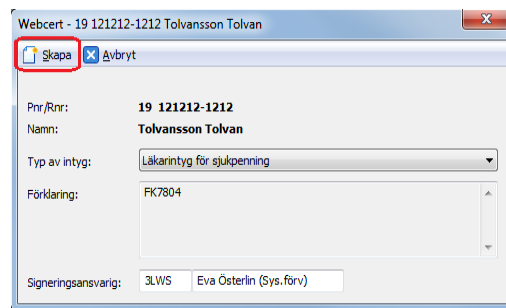 Webcert - 19 121212-1212 Tolvansson Tolvan
Skapa Avbryt
Pnr/Rnr: 19 121212-1212
Namn: Tolvansson Tolvan
Typ av intyg: Läkarintyg för sjukpenning
Förklaring: FK7804
Signeringsansvarig: 3LWS Eva Österlin (Sys.förv)